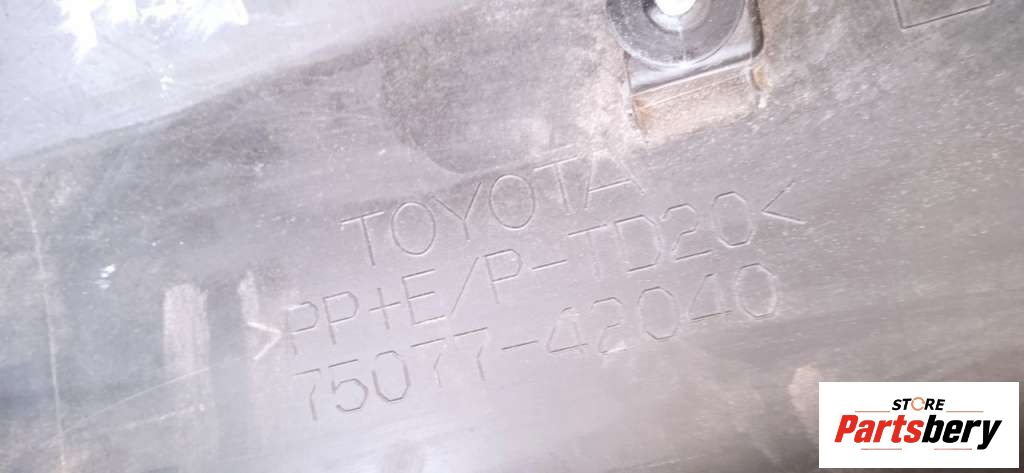 TOYOTA
>PP+E/P-TD20<
75077-42040
STORE
Partsbery